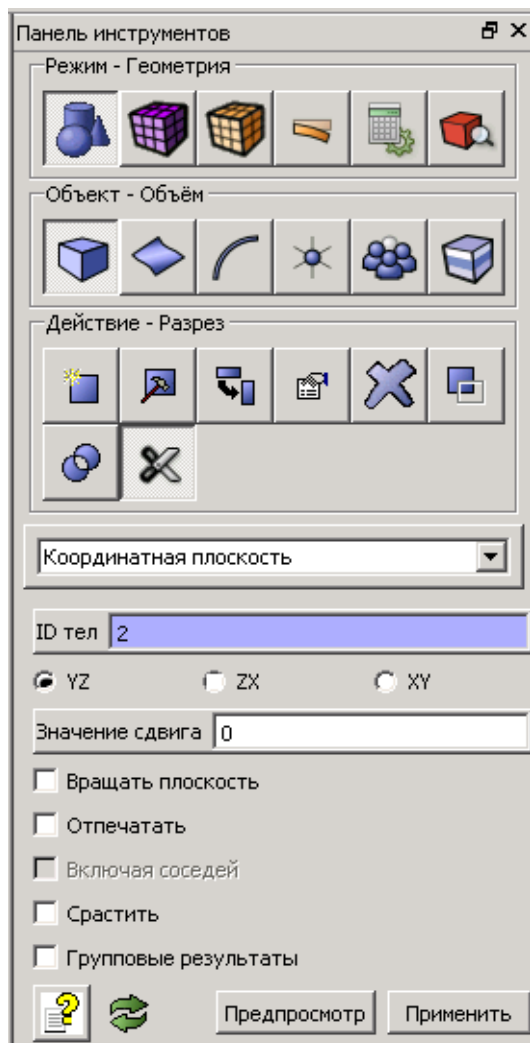 Панель инструментов
Режим - Геометрия
Объект - Объём
Действие - Разрез
Координатная плоскость
ID тел 2
YZ ZX XY
Значение сдвига 0
Вращать плоскость
Отпечатать
Включая соседей
Срастить
Групповые результаты
Предпросмотр Применить